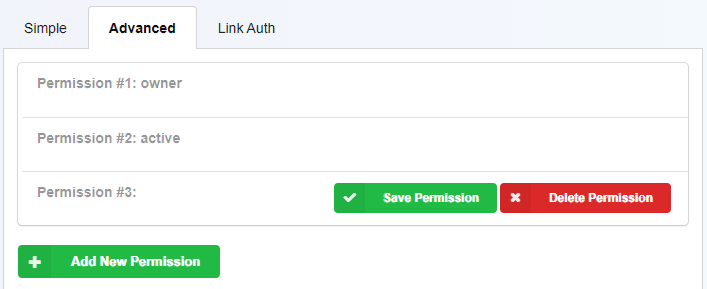 Simple Advanced Link Auth
Permission #1: owner
Permission #2: active
Permission #3: Save Permission Delete Permission
Add New Permission